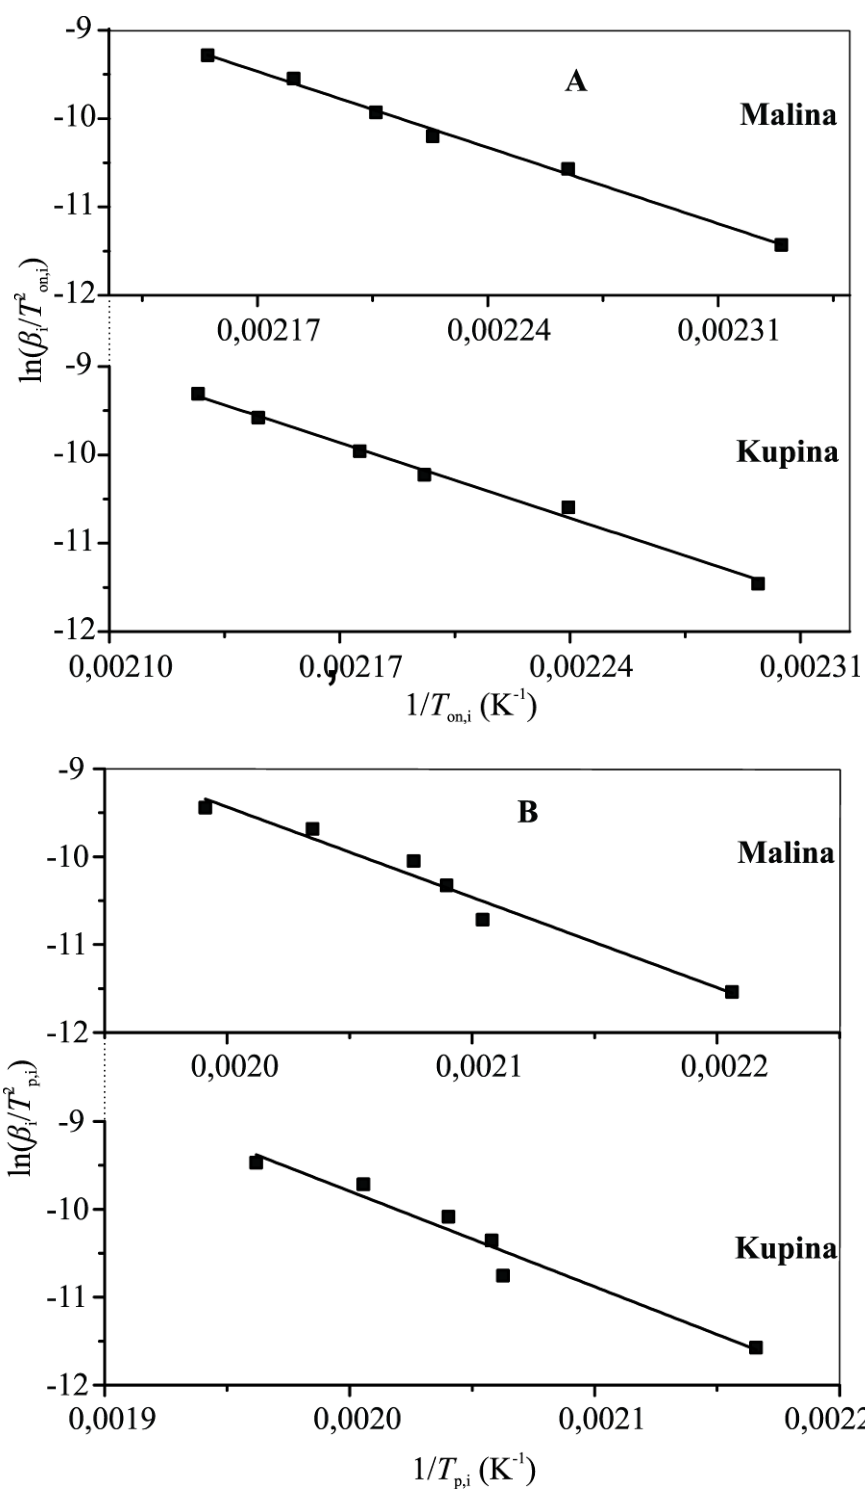 -9
A
-10
Malina
-11
-12
0,00217 0,00224 0,00231
ln(βi/T²on,i)
-9
-10
Kupina
-11
-12
0,00210 0,00217 0,00224 0,00231
,
1/Ton,i (K-1)
-9
B
-10
Malina
-11
-12
0,0020 0,0021 0,0022
ln(βi/T²p,i)
-9
-10
Kupina
-11
-12
0,0019 0,0020 0,0021 0,0022
1/Tp,i (K-1)